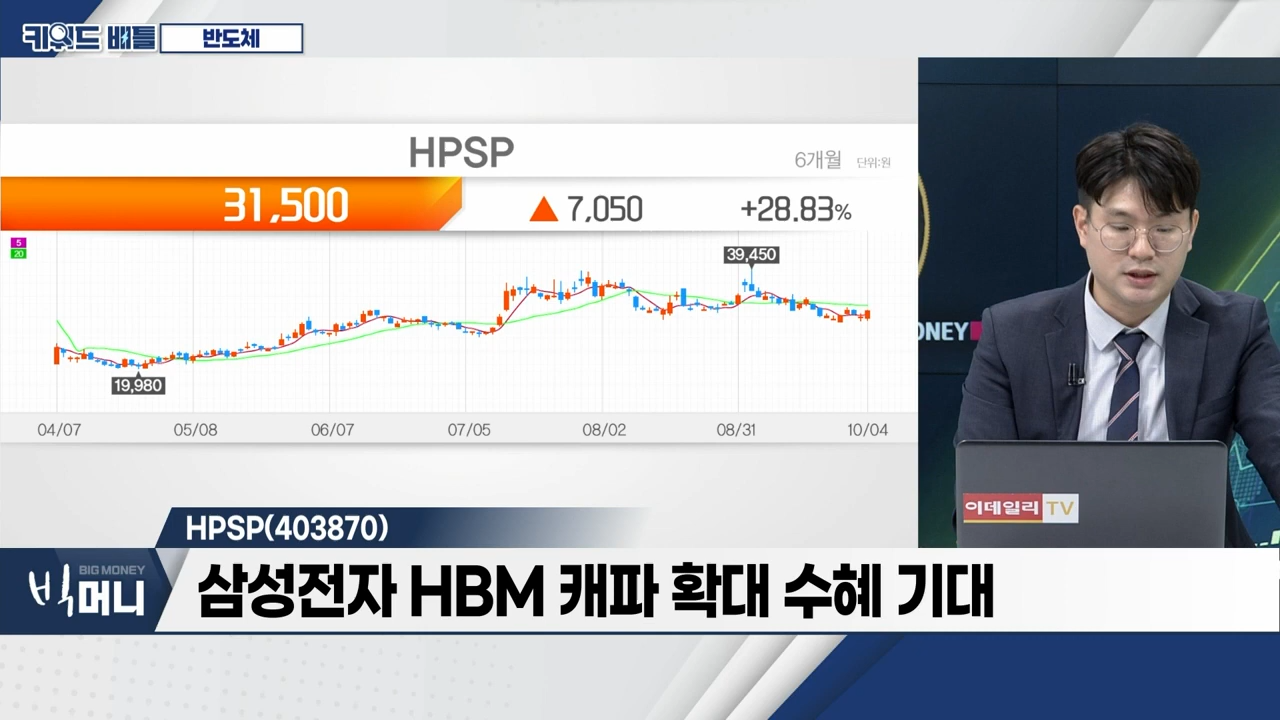 키워드 배틀
반도체
HPSP
6개월 단위:원
31,500 ▲ 7,050 +28.83%
5
20
39,450
19,980
04/07 05/08 06/07 07/05 08/02 08/31 10/04
ONEY
이데일리 TV
HPSP(403870)
BIG MONEY
빅머니
삼성전자 HBM 캐파 확대 수혜 기대